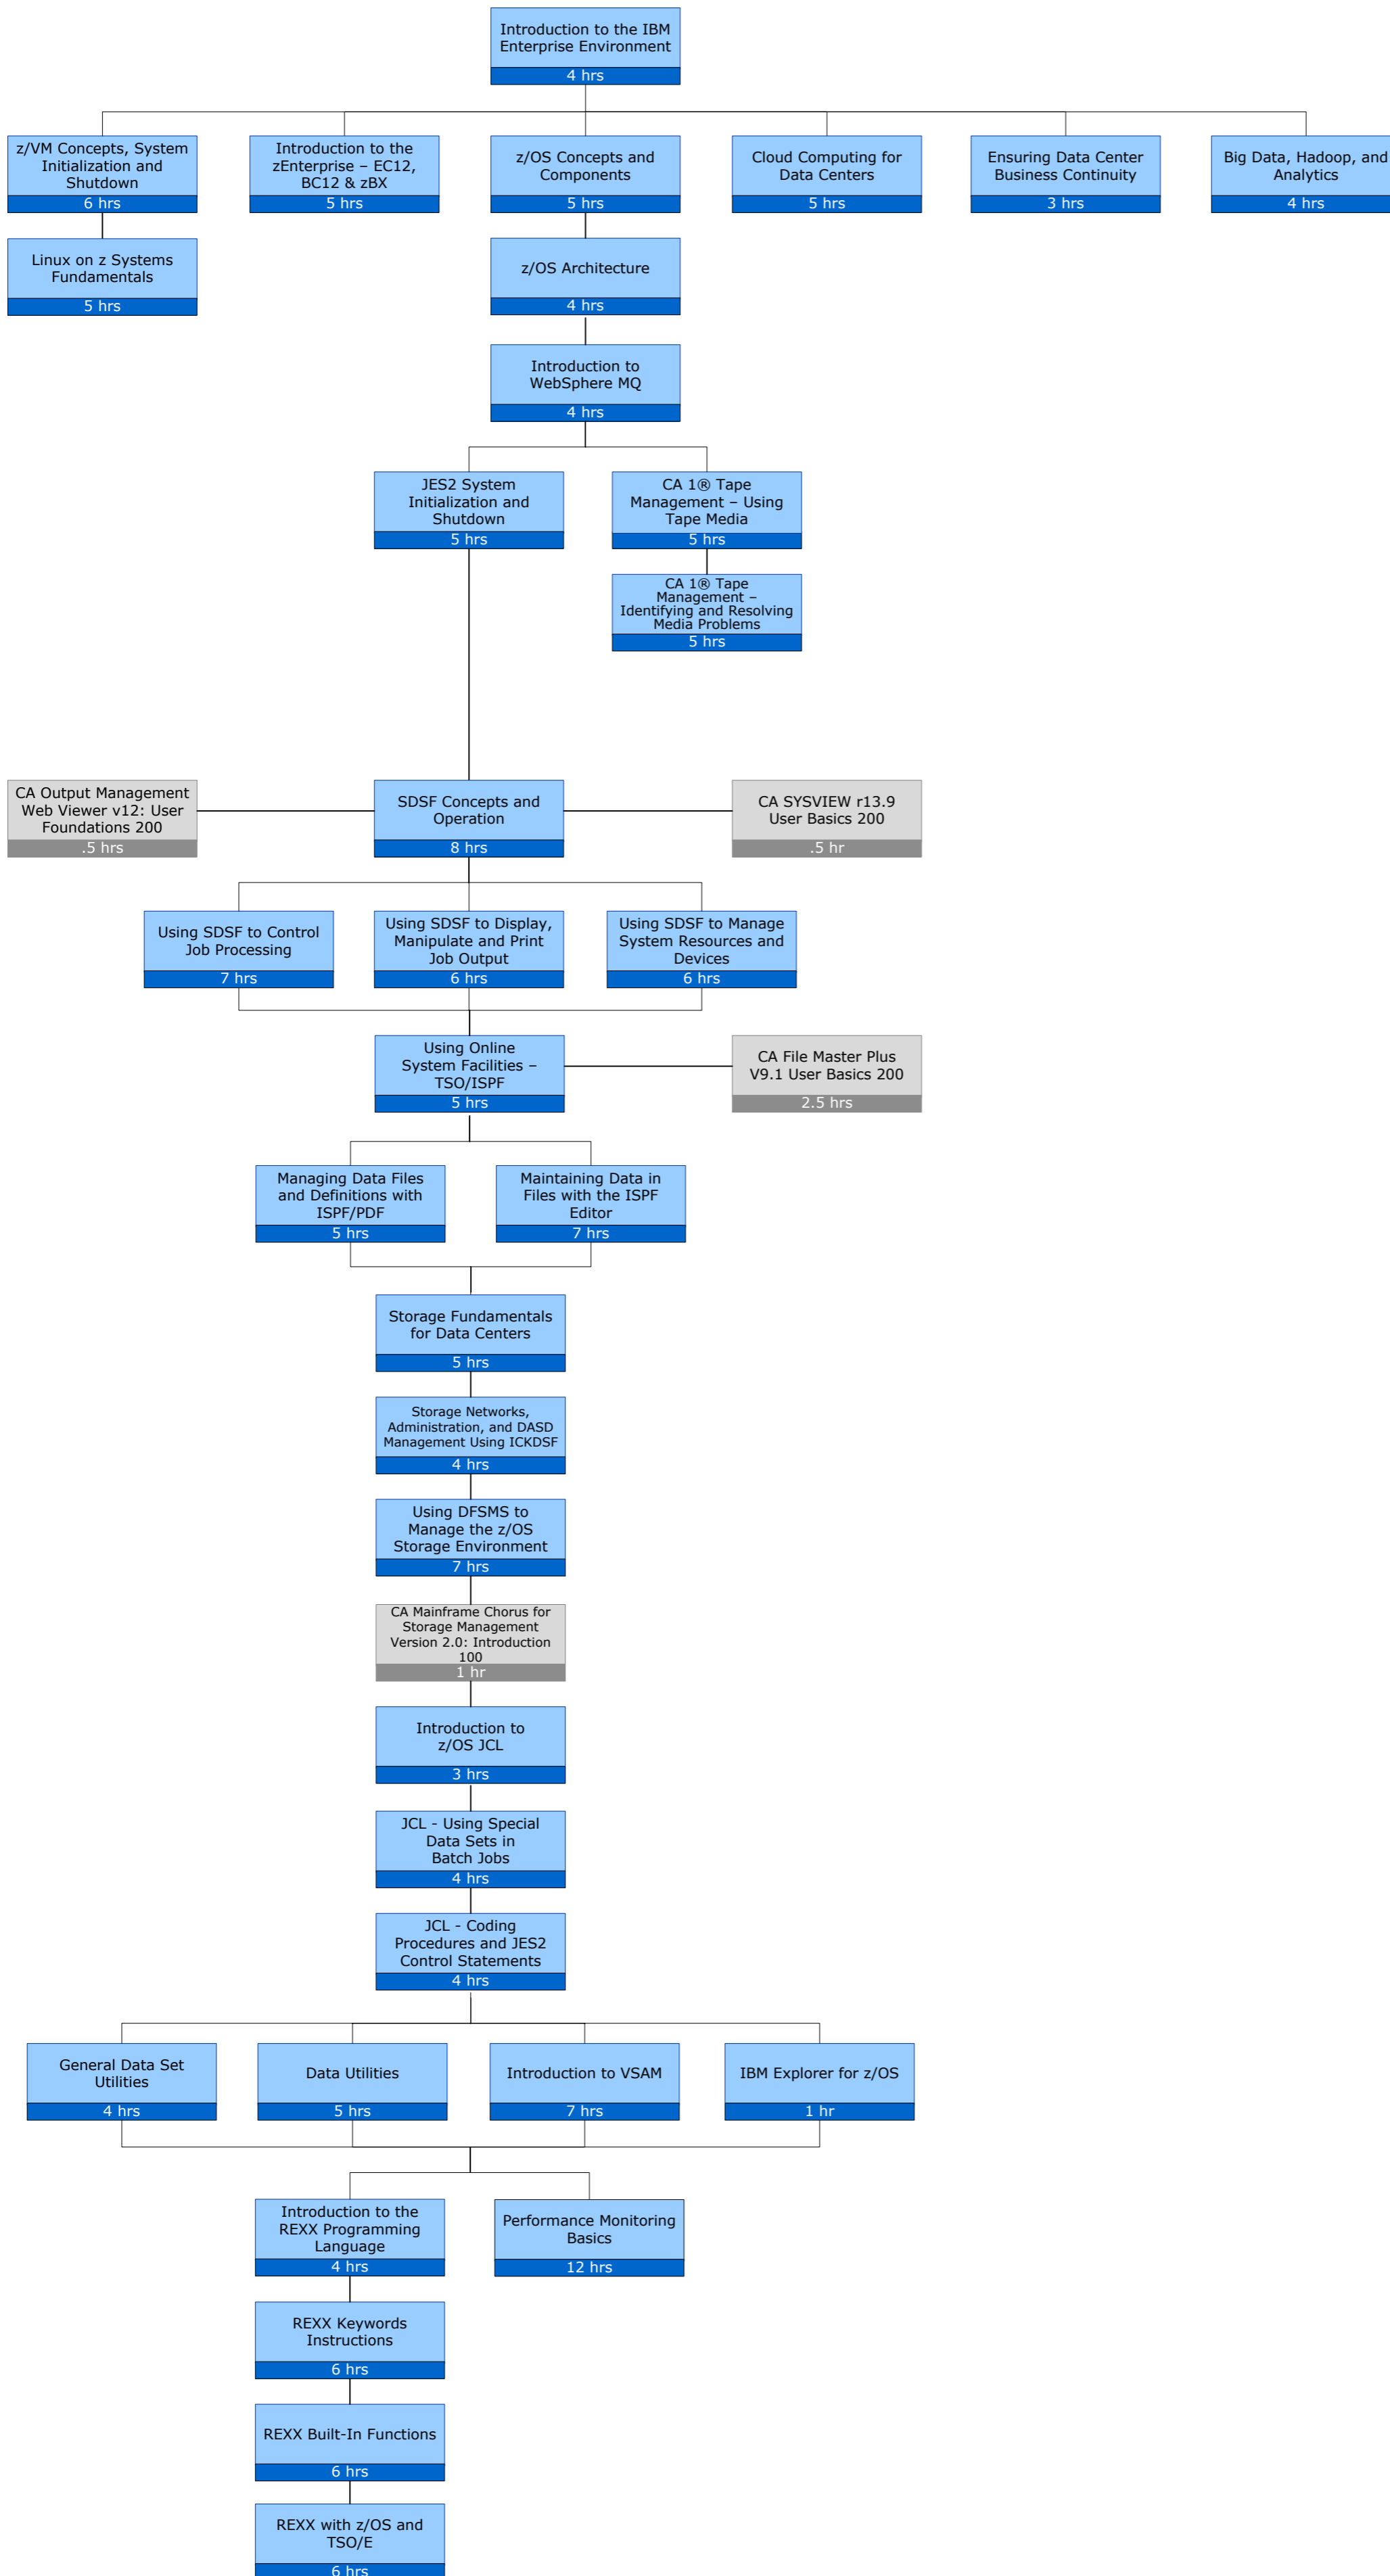 Introduction to the IBM
Enterprise Environment
4 hrs
z/VM Concepts, System
Initialization and
Shutdown
6 hrs
Introduction to the
zEnterprise – EC12,
BC12 & zBX
5 hrs
z/OS Concepts and
Components
5 hrs
Cloud Computing for
Data Centers
5 hrs
Ensuring Data Center
Business Continuity
3 hrs
Big Data, Hadoop, and
Analytics
4 hrs
Linux on z Systems
Fundamentals
5 hrs
z/OS Architecture
4 hrs
Introduction to
WebSphere MQ
4 hrs
JES2 System
Initialization and
Shutdown
5 hrs
CA 1® Tape
Management – Using
Tape Media
5 hrs
CA 1® Tape
Management –
Identifying and Resolving
Media Problems
5 hrs
CA Output Management
Web Viewer v12: User
Foundations 200
.5 hrs
SDSF Concepts and
Operation
8 hrs
CA SYSVIEW r13.9
User Basics 200
.5 hr
Using SDSF to Control
Job Processing
7 hrs
Using SDSF to Display,
Manipulate and Print
Job Output
6 hrs
Using SDSF to Manage
System Resources and
Devices
6 hrs
Using Online
System Facilities –
TSO/ISPF
5 hrs
CA File Master Plus
V9.1 User Basics 200
2.5 hrs
Managing Data Files
and Definitions with
ISPF/PDF
5 hrs
Maintaining Data in
Files with the ISPF
Editor
7 hrs
Storage Fundamentals
for Data Centers
5 hrs
Storage Networks,
Administration, and DASD
Management Using ICKDSF
4 hrs
Using DFSMS to
Manage the z/OS
Storage Environment
7 hrs
CA Mainframe Chorus for
Storage Management
Version 2.0: Introduction
100
1 hr
Introduction to
z/OS JCL
3 hrs
JCL - Using Special
Data Sets in
Batch Jobs
4 hrs
JCL - Coding
Procedures and JES2
Control Statements
4 hrs
General Data Set
Utilities
4 hrs
Data Utilities
5 hrs
Introduction to VSAM
7 hrs
IBM Explorer for z/OS
1 hr
Introduction to the
REXX Programming
Language
4 hrs
Performance Monitoring
Basics
12 hrs
REXX Keywords
Instructions
6 hrs
REXX Built-In Functions
6 hrs
REXX with z/OS and
TSO/E
6 hrs